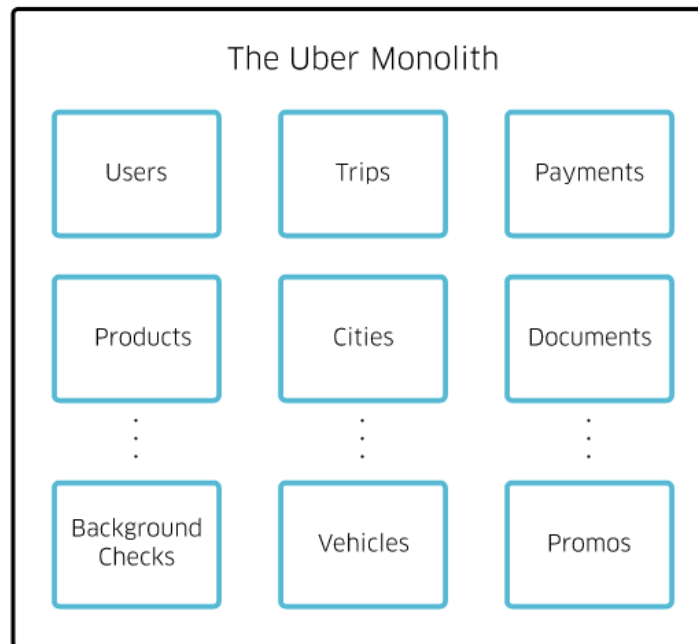 The Uber Monolith
Users
Trips
Payments
Products
Cities
Documents
Background
Checks
Vehicles
Promos